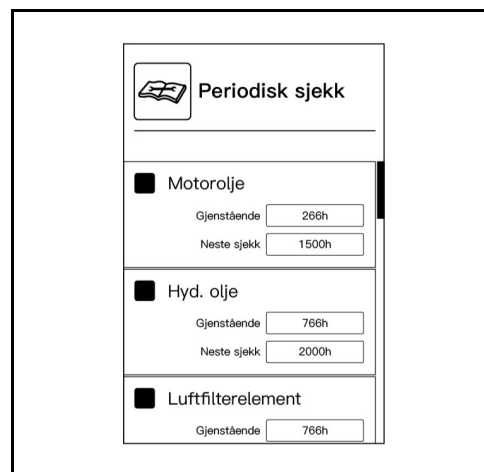 Periodisk sjekk
Motorolje
Gjenstående 266h
Neste sjekk 1500h
Hyd. olje
Gjenstående 766h
Neste sjekk 2000h
Luftfilterelement
Gjenstående 766h